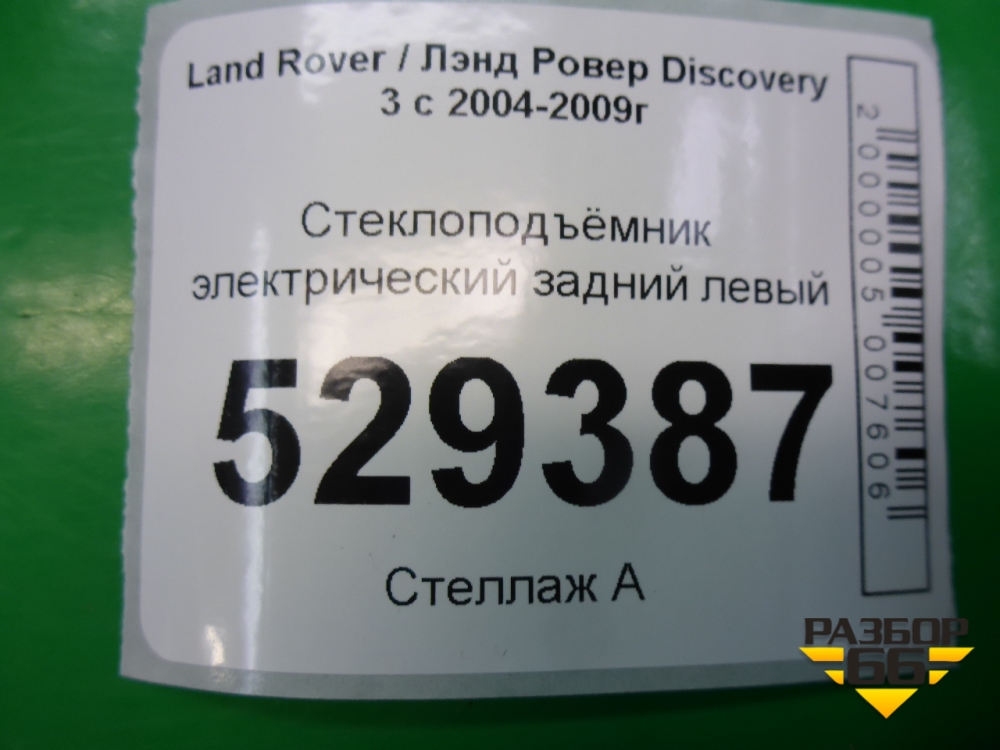 Land Rover / Лэнд Ровер Discovery
3 с 2004-2009г
Стеклоподъёмник
электрический задний левый
529387
Стеллаж А
2000005007606
РАЗБОР
66